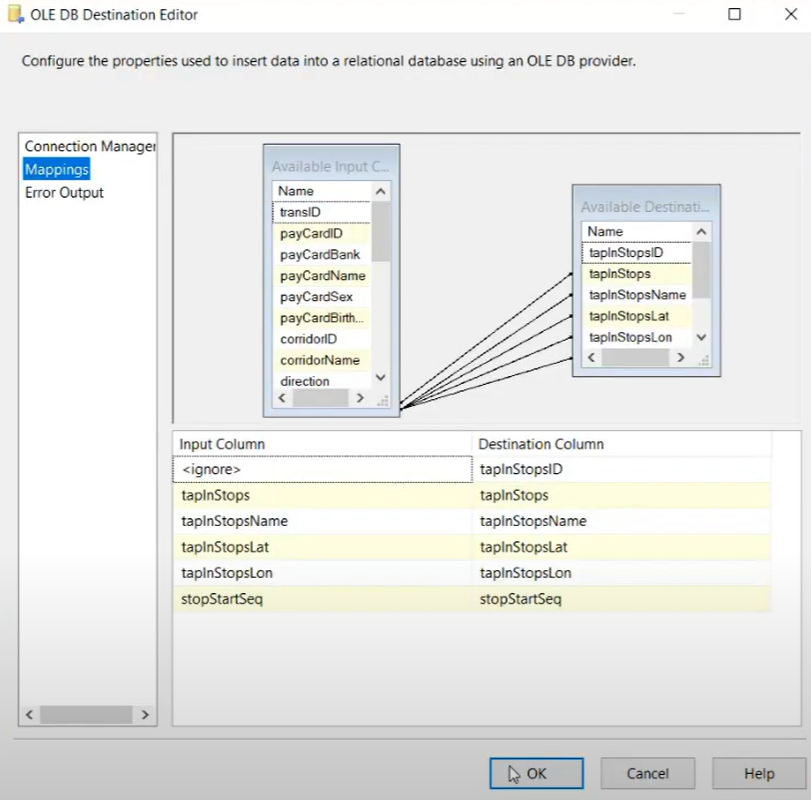 OLE DB Destination Editor
Configure the properties used to insert data into a relational database using an OLE DB provider.
Connection Manager
Mappings
Error Output
Available Input C...
Name
transID
payCardID
payCardBank
payCardName
payCardSex
payCardBirth...
corridorID
corridorName
direction
Available Destinati...
Name
tapInStopsID
tapInStops
tapInStopsName
tapInStopsLat
tapInStopsLon
Input Column Destination Column
<ignore> tapInStopsID
tapInStops tapInStops
tapInStopsName tapInStopsName
tapInStopsLat tapInStopsLat
tapInStopsLon tapInStopsLon
stopStartSeq stopStartSeq
OK Cancel Help